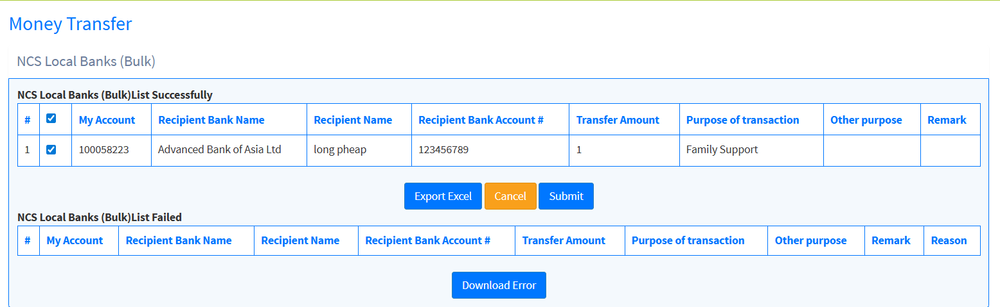 Money Transfer
NCS Local Banks (Bulk)
NCS Local Banks (Bulk)List Successfully
# My Account Recipient Bank Name Recipient Name Recipient Bank Account # Transfer Amount Purpose of transaction Other purpose Remark
1 100058223 Advanced Bank of Asia Ltd long pheap 123456789 1 Family Support
Export Excel Cancel Submit
NCS Local Banks (Bulk)List Failed
# My Account Recipient Bank Name Recipient Name Recipient Bank Account # Transfer Amount Purpose of transaction Other purpose Remark Reason
Download Error